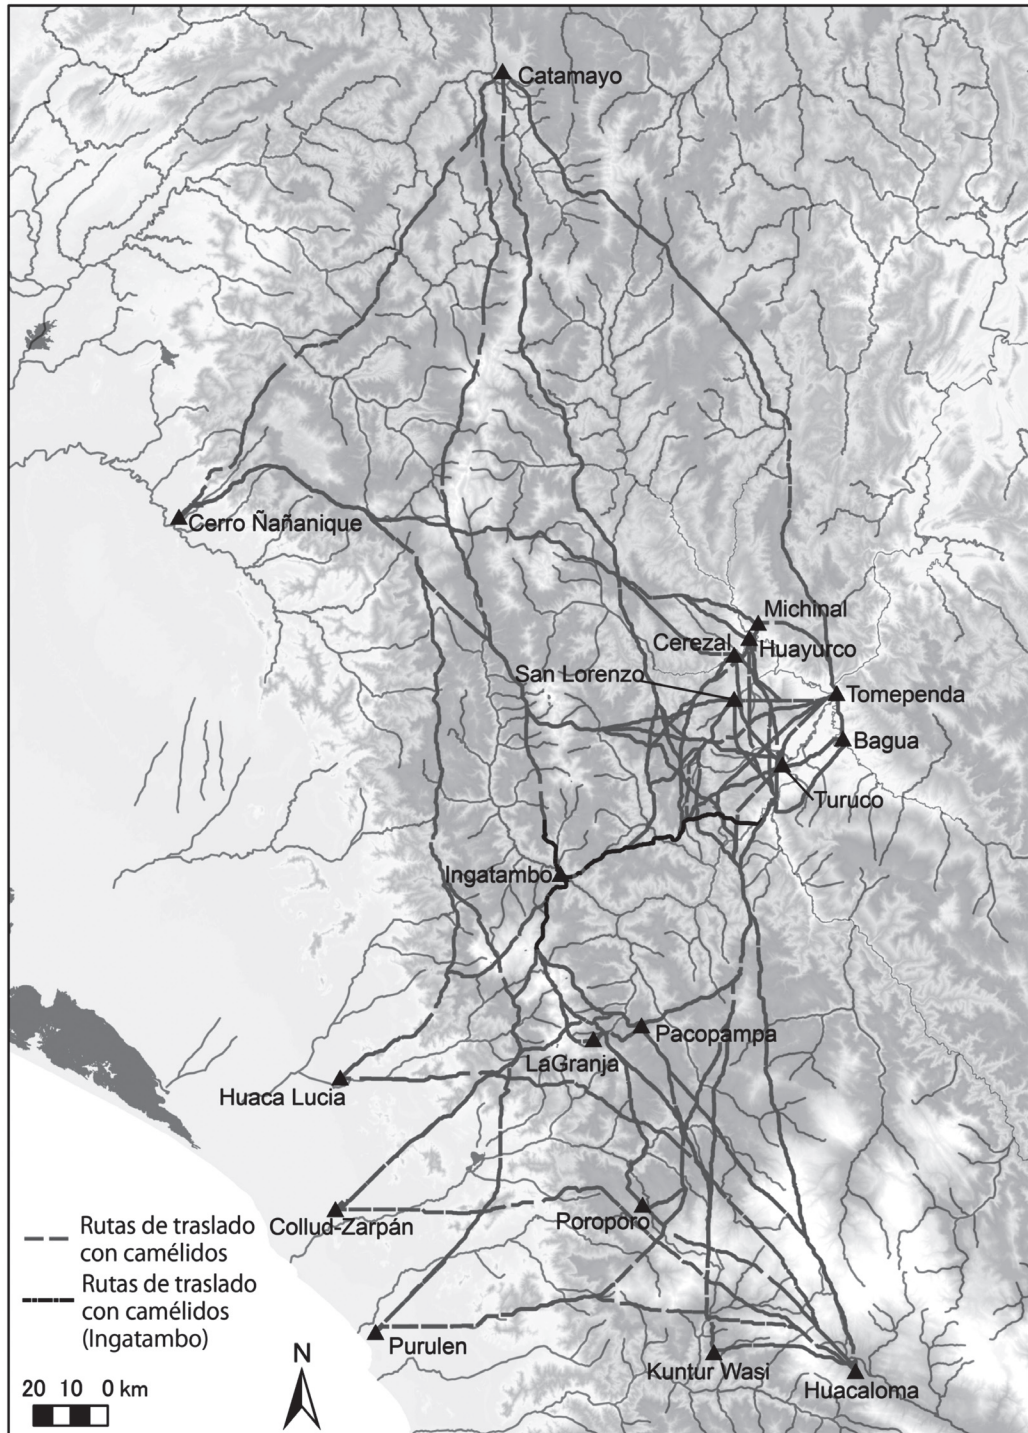 Catamayo
Cerro Ñañanique
Michinal
Cerezal
Huayurco
San Lorenzo
Tomependa
Bagua
Turuco
Ingatambo
Pacopampa
LaGranja
Huaca Lucia
Collud-Zarpán
Poroporo
Purulen
Kuntur Wasi
Huacaloma
Rutas de traslado
con camélidos
Rutas de traslado
con camélidos
(Ingatambo)
N
20 10 0 km